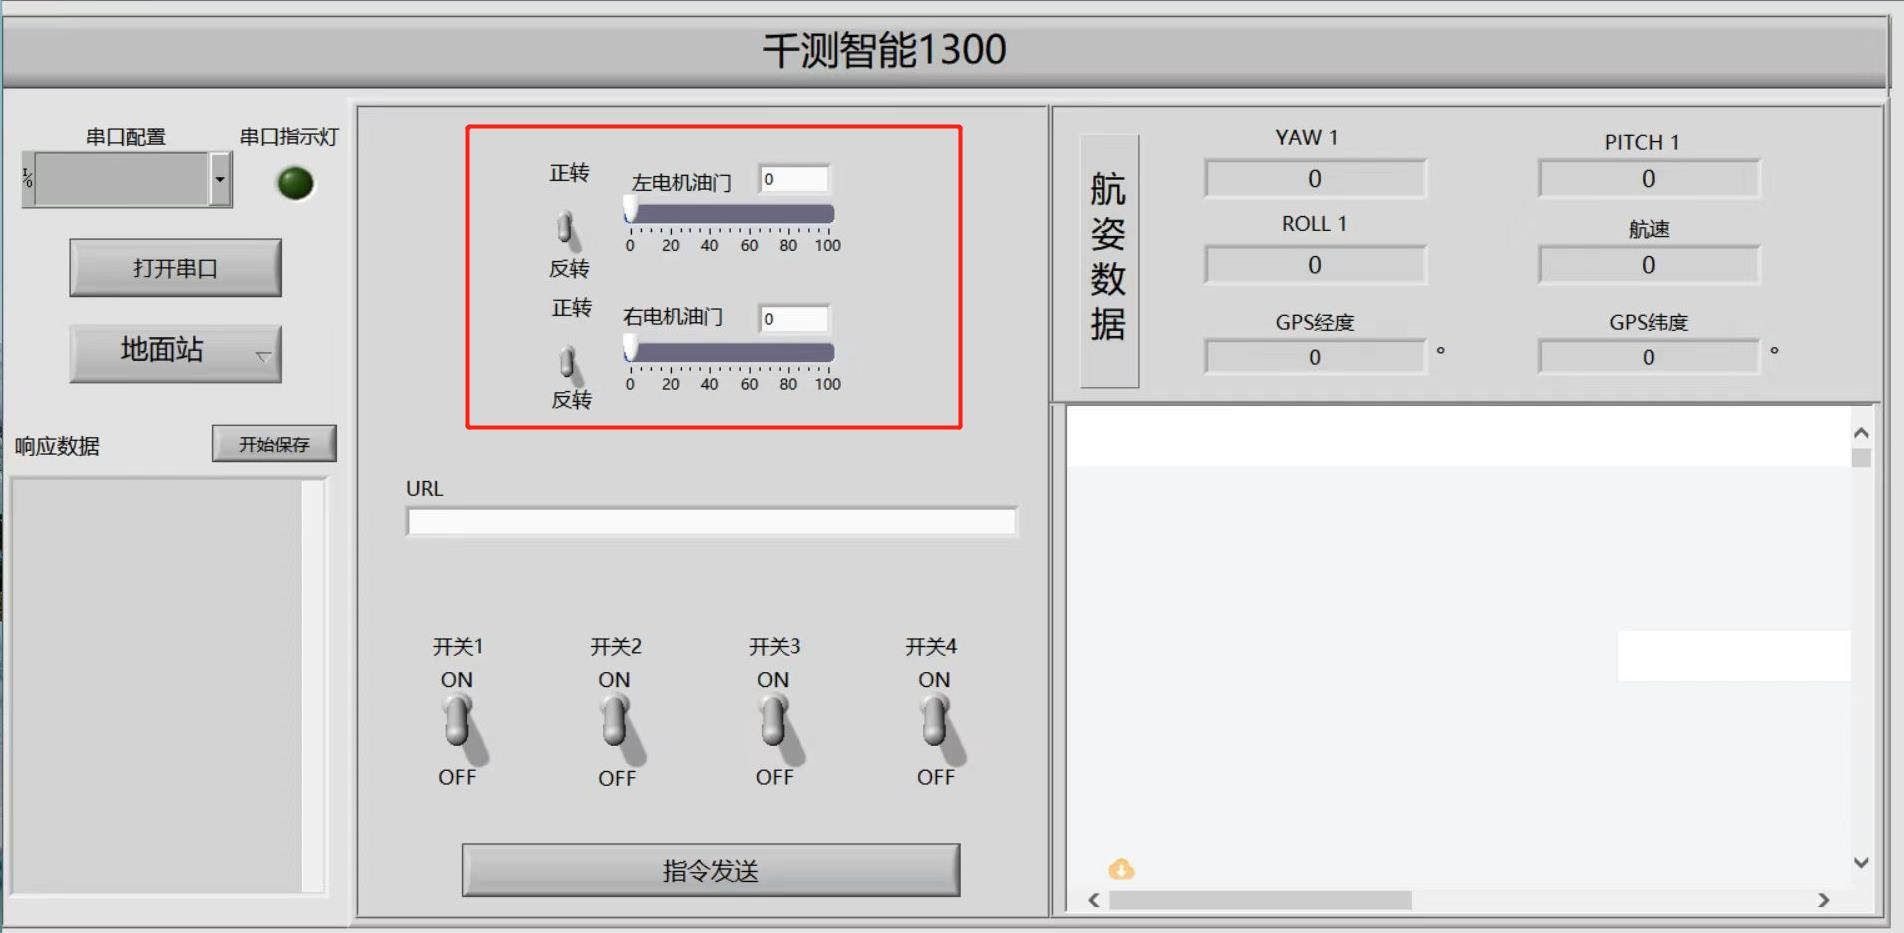 千测智能1300
串口配置
串口指示灯
打开串口
地面站
响应数据
开始保存
正转
左电机油门
0
0 20 40 60 80 100
反转
正转
右电机油门
0
0 20 40 60 80 100
反转
URL
开关1
ON
OFF
开关2
ON
OFF
开关3
ON
OFF
开关4
ON
OFF
指令发送
航姿数据
YAW 1
0
PITCH 1
0
ROLL 1
0
航速
0
GPS经度
0 °
GPS纬度
0 °